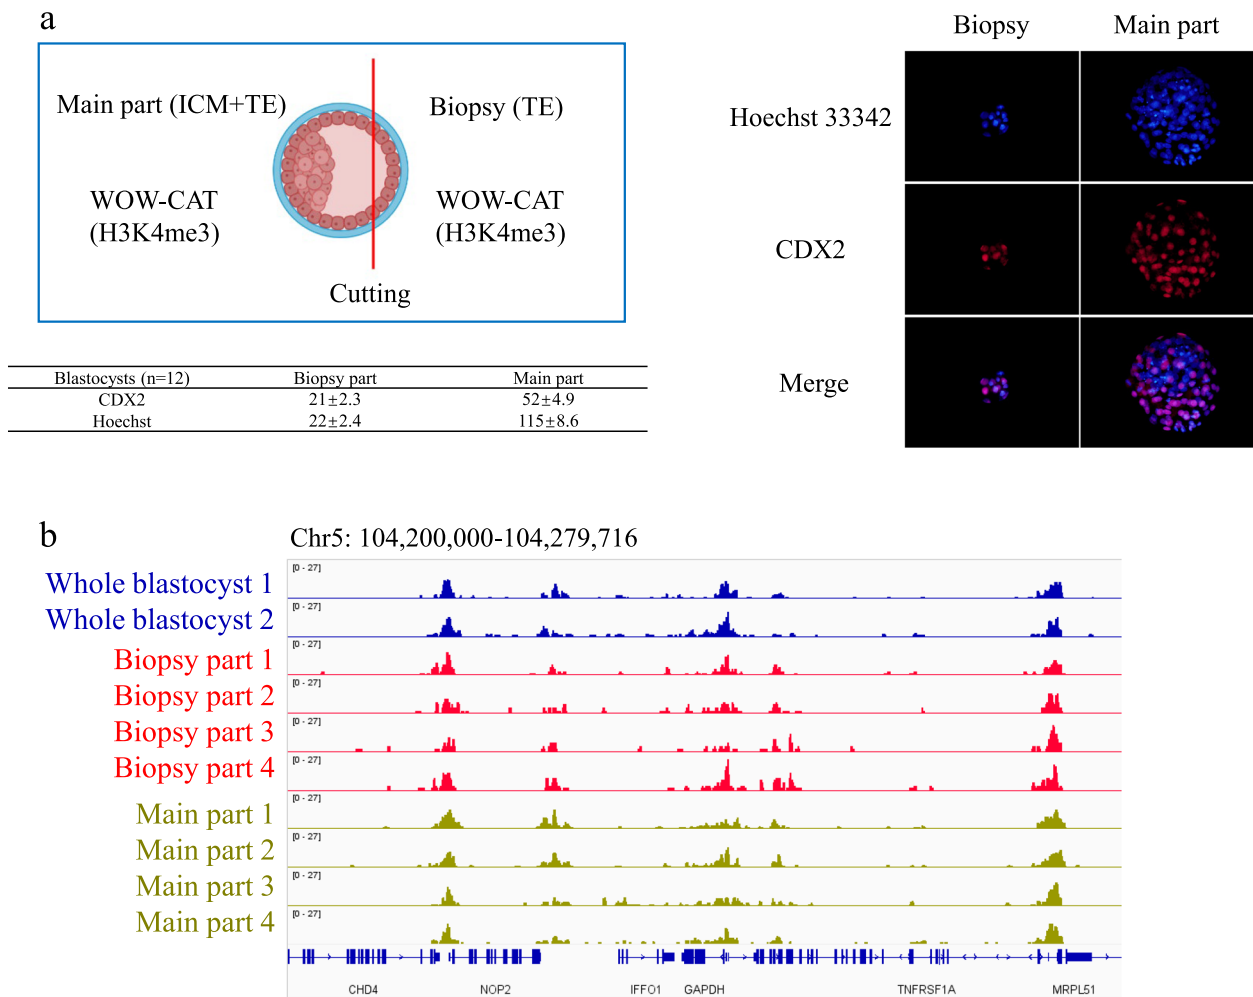 a
Main part (ICM+TE)
Biopsy (TE)
WOW-CAT
(H3K4me3)
WOW-CAT
(H3K4me3)
Cutting
Blastocysts (n=12) Biopsy part Main part
CDX2 21±2.3 52±4.9
Hoechst 22±2.4 115±8.6
Biopsy Main part
Hoechst 33342
CDX2
Merge
b
Chr5: 104,200,000-104,279,716
Whole blastocyst 1 [0 - 27]
Whole blastocyst 2 [0 - 27]
Biopsy part 1 [0 - 27]
Biopsy part 2 [0 - 27]
Biopsy part 3 [0 - 27]
Biopsy part 4 [0 - 27]
Main part 1 [0 - 27]
Main part 2 [0 - 27]
Main part 3 [0 - 27]
Main part 4 [0 - 27]
CHD4 NOP2 IFFO1 GAPDH TNFRSF1A MRPL51